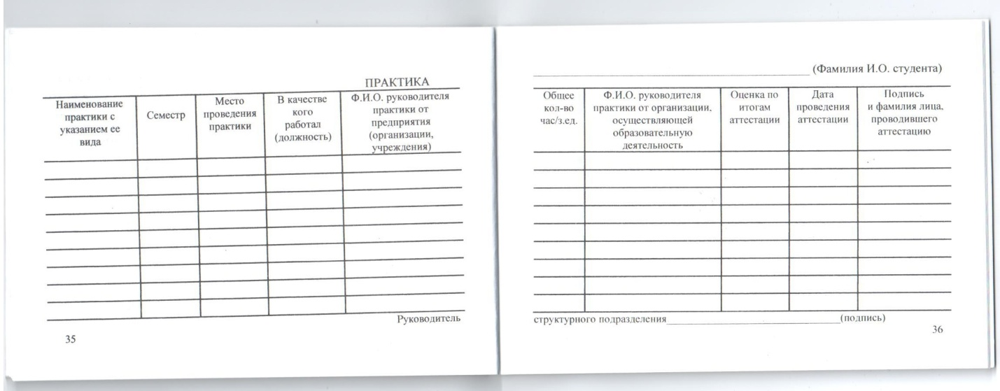 ПРАКТИКА
Наименование
практики с
указанием ее
вида
Семестр
Место
проведения
практики
В качестве
кого
работал
(должность)
Ф.И.О. руководителя
практики от
предприятия
(организации,
учреждения)
Руководитель
35
(Фамилия И.О. студента)
Общее
кол-во
час/з.ед.
Ф.И.О. руководителя
практики от организации,
осуществляющей
образовательную
деятельность
Оценка по
итогам
аттестации
Дата
проведения
аттестации
Подпись
и фамилия лица,
проводившего
аттестацию
структурного подразделения____________________(подпись)
36